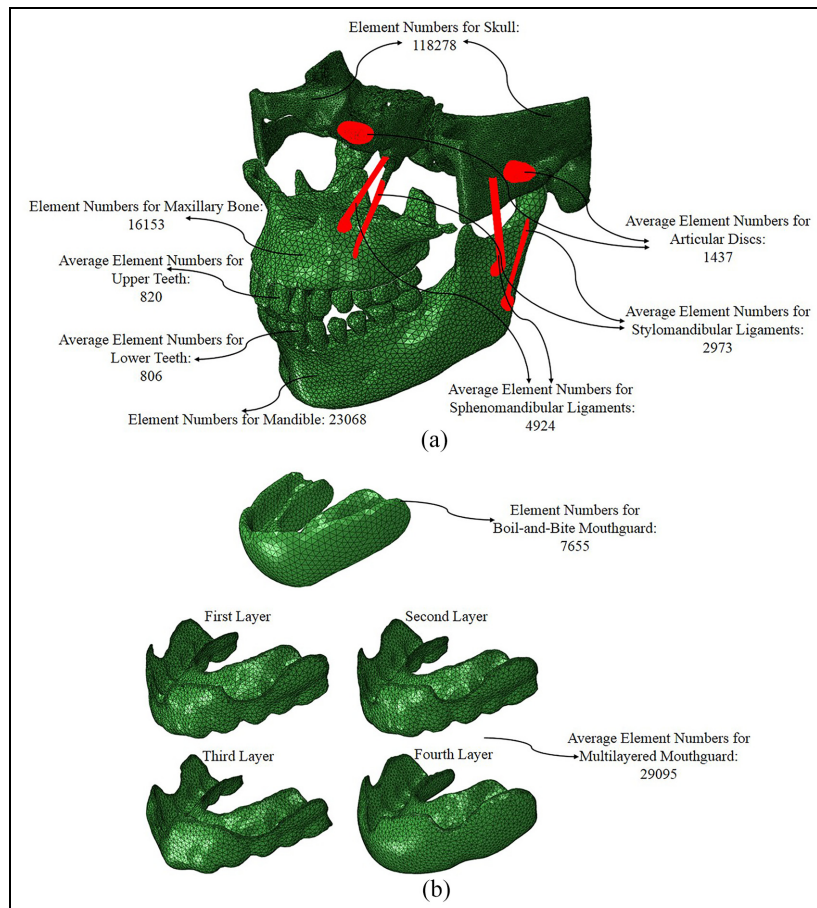 Element Numbers for Skull:
118278
Element Numbers for Maxillary Bone:
16153
Average Element Numbers for
Upper Teeth:
820
Average Element Numbers for
Lower Teeth:
806
Element Numbers for Mandible: 23068
Average Element Numbers for
Articular Discs:
1437
Average Element Numbers for
Stylomandibular Ligaments:
2973
Average Element Numbers for
Sphenomandibular Ligaments:
4924
(a)
Element Numbers for
Boil-and-Bite Mouthguard:
7655
First Layer
Second Layer
Third Layer
Fourth Layer
Average Element Numbers for
Multilayered Mouthguard:
29095
(b)